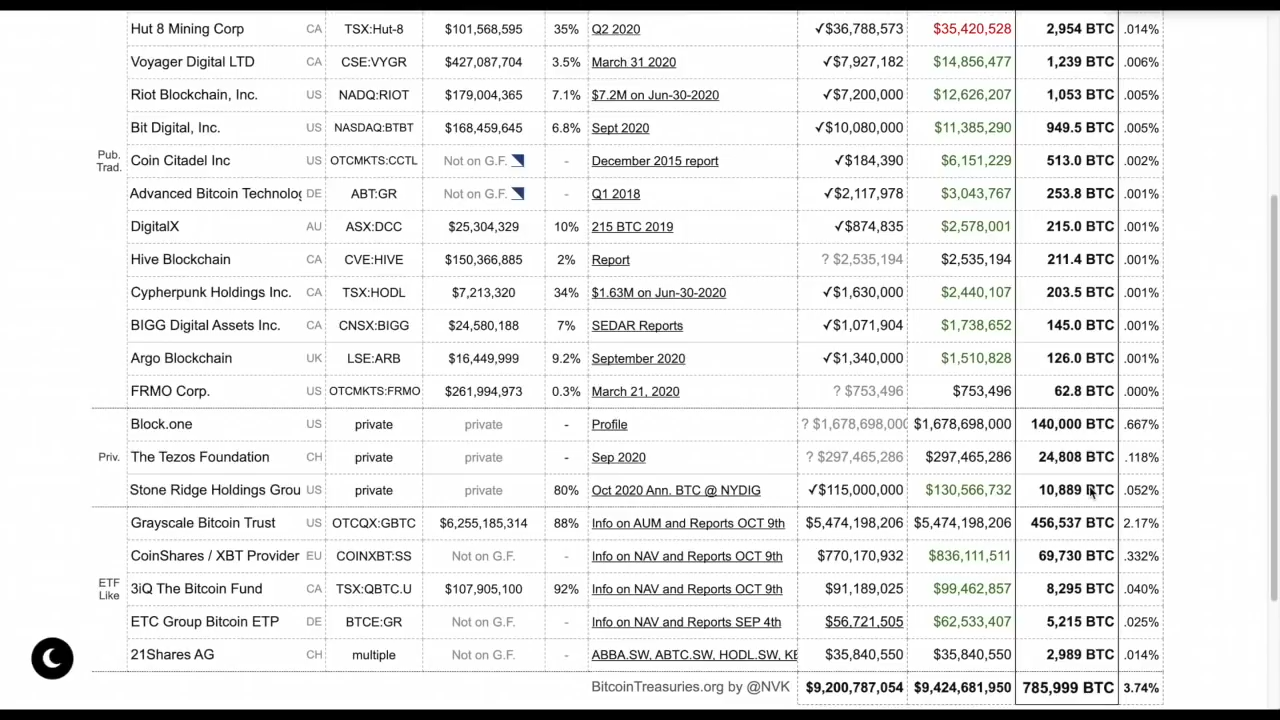 Hut 8 Mining Corp CA TSX:Hut-8 $101,568,595 35% Q2 2020 ✓$36,788,573 $35,420,528 2,954 BTC .014%
Voyager Digital LTD CA CSE:VYGR $427,087,704 3.5% March 31 2020 ✓$7,927,182 $14,856,477 1,239 BTC .006%
Riot Blockchain, Inc. US NADQ:RIOT $179,004,365 7.1% $7.2M on Jun-30-2020 ✓$7,200,000 $12,626,207 1,053 BTC .005%
Bit Digital, Inc. US NASDAQ:BTBT $168,459,645 6.8% Sept 2020 ✓$10,080,000 $11,385,290 949.5 BTC .005%
Pub. Trad.
Coin Citadel Inc US OTCMKTS:CCTL Not on G.F. - December 2015 report ✓$184,390 $6,151,229 513.0 BTC .002%
Advanced Bitcoin Technolog DE ABT:GR Not on G.F. - Q1 2018 ✓$2,117,978 $3,043,767 253.8 BTC .001%
DigitalX AU ASX:DCC $25,304,329 10% 215 BTC 2019 ✓$874,835 $2,578,001 215.0 BTC .001%
Hive Blockchain CA CVE:HIVE $150,366,885 2% Report ? $2,535,194 $2,535,194 211.4 BTC .001%
Cypherpunk Holdings Inc. CA TSX:HODL $7,213,320 34% $1.63M on Jun-30-2020 ✓$1,630,000 $2,440,107 203.5 BTC .001%
BIGG Digital Assets Inc. CA CNSX:BIGG $24,580,188 7% SEDAR Reports ✓$1,071,904 $1,738,652 145.0 BTC .001%
Argo Blockchain UK LSE:ARB $16,449,999 9.2% September 2020 ✓$1,340,000 $1,510,828 126.0 BTC .001%
FRMO Corp. US OTCMKTS:FRMO $261,994,973 0.3% March 21, 2020 ? $753,496 $753,496 62.8 BTC .000%
Block.one US private private - Profile ? $1,678,698,000 $1,678,698,000 140,000 BTC .667%
Priv. The Tezos Foundation CH private private - Sep 2020 ? $297,465,286 $297,465,286 24,808 BTC .118%
Stone Ridge Holdings Grou US private private 80% Oct 2020 Ann. BTC @ NYDIG ✓$115,000,000 $130,566,732 10,889 BTC .052%
Grayscale Bitcoin Trust US OTCQX:GBTC $6,255,185,314 88% Info on AUM and Reports OCT 9th $5,474,198,206 $5,474,198,206 456,537 BTC 2.17%
CoinShares / XBT Provider EU COINXBT:SS Not on G.F. - Info on NAV and Reports OCT 9th $770,170,932 $836,111,511 69,730 BTC .332%
ETF Like
3iQ The Bitcoin Fund CA TSX:QBTC.U $107,905,100 92% Info on NAV and Reports OCT 9th $91,189,025 $99,462,857 8,295 BTC .040%
ETC Group Bitcoin ETP DE BTCE:GR Not on G.F. - Info on NAV and Reports SEP 4th $56,721,505 $62,533,407 5,215 BTC .025%
21Shares AG CH multiple Not on G.F. - ABBA.SW, ABTC.SW, HODL.SW, KE $35,840,550 $35,840,550 2,989 BTC .014%
BitcoinTreasuries.org by @NVK $9,200,787,054 $9,424,681,950 785,999 BTC 3.74%